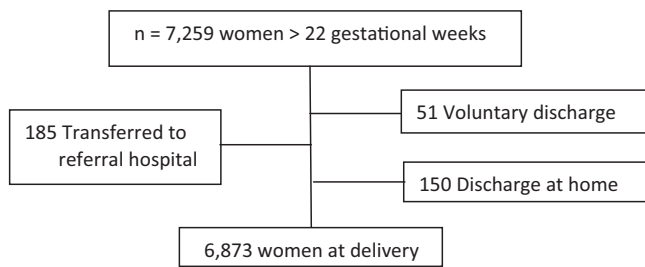 n = 7,259 women > 22 gestational weeks
51 Voluntary discharge
185 Transferred to
referral hospital
150 Discharge at home
6,873 women at delivery